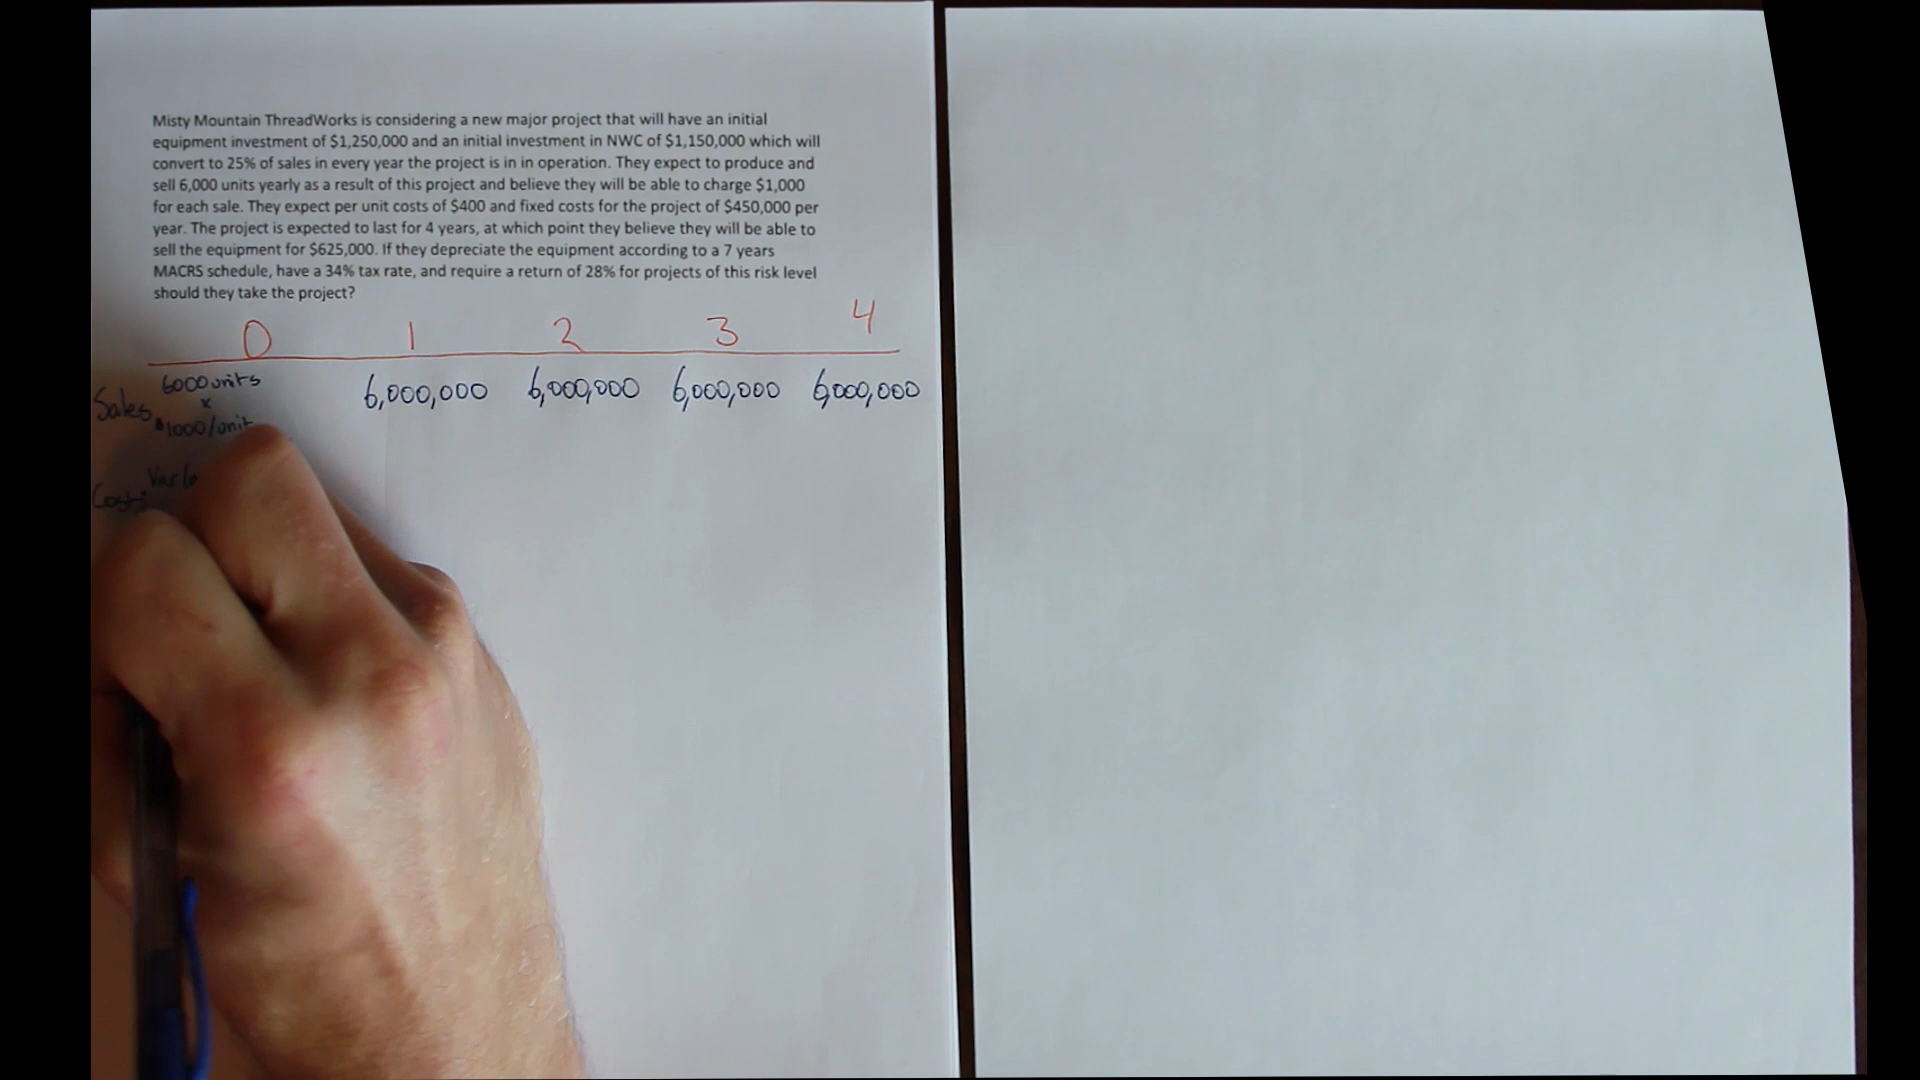 Misty Mountain ThreadWorks is considering a new major project that will have an initial
equipment investment of $1,250,000 and an initial investment in NWC of $1,150,000 which will
convert to 25% of sales in every year the project is in in operation. They expect to produce and
sell 6,000 units yearly as a result of this project and believe they will be able to charge $1,000
for each sale. They expect per unit costs of $400 and fixed costs for the project of $450,000 per
year. The project is expected to last for 4 years, at which point they believe they will be able to
sell the equipment for $625,000. If they depreciate the equipment according to a 7 years
MACRS schedule, have a 34% tax rate, and require a return of 28% for projects of this risk level
should they take the project?
0 1 2 3 4
6000 units
x
Sales $1000/unit 6,000,000 6,000,000 6,000,000 6,000,000
Costs